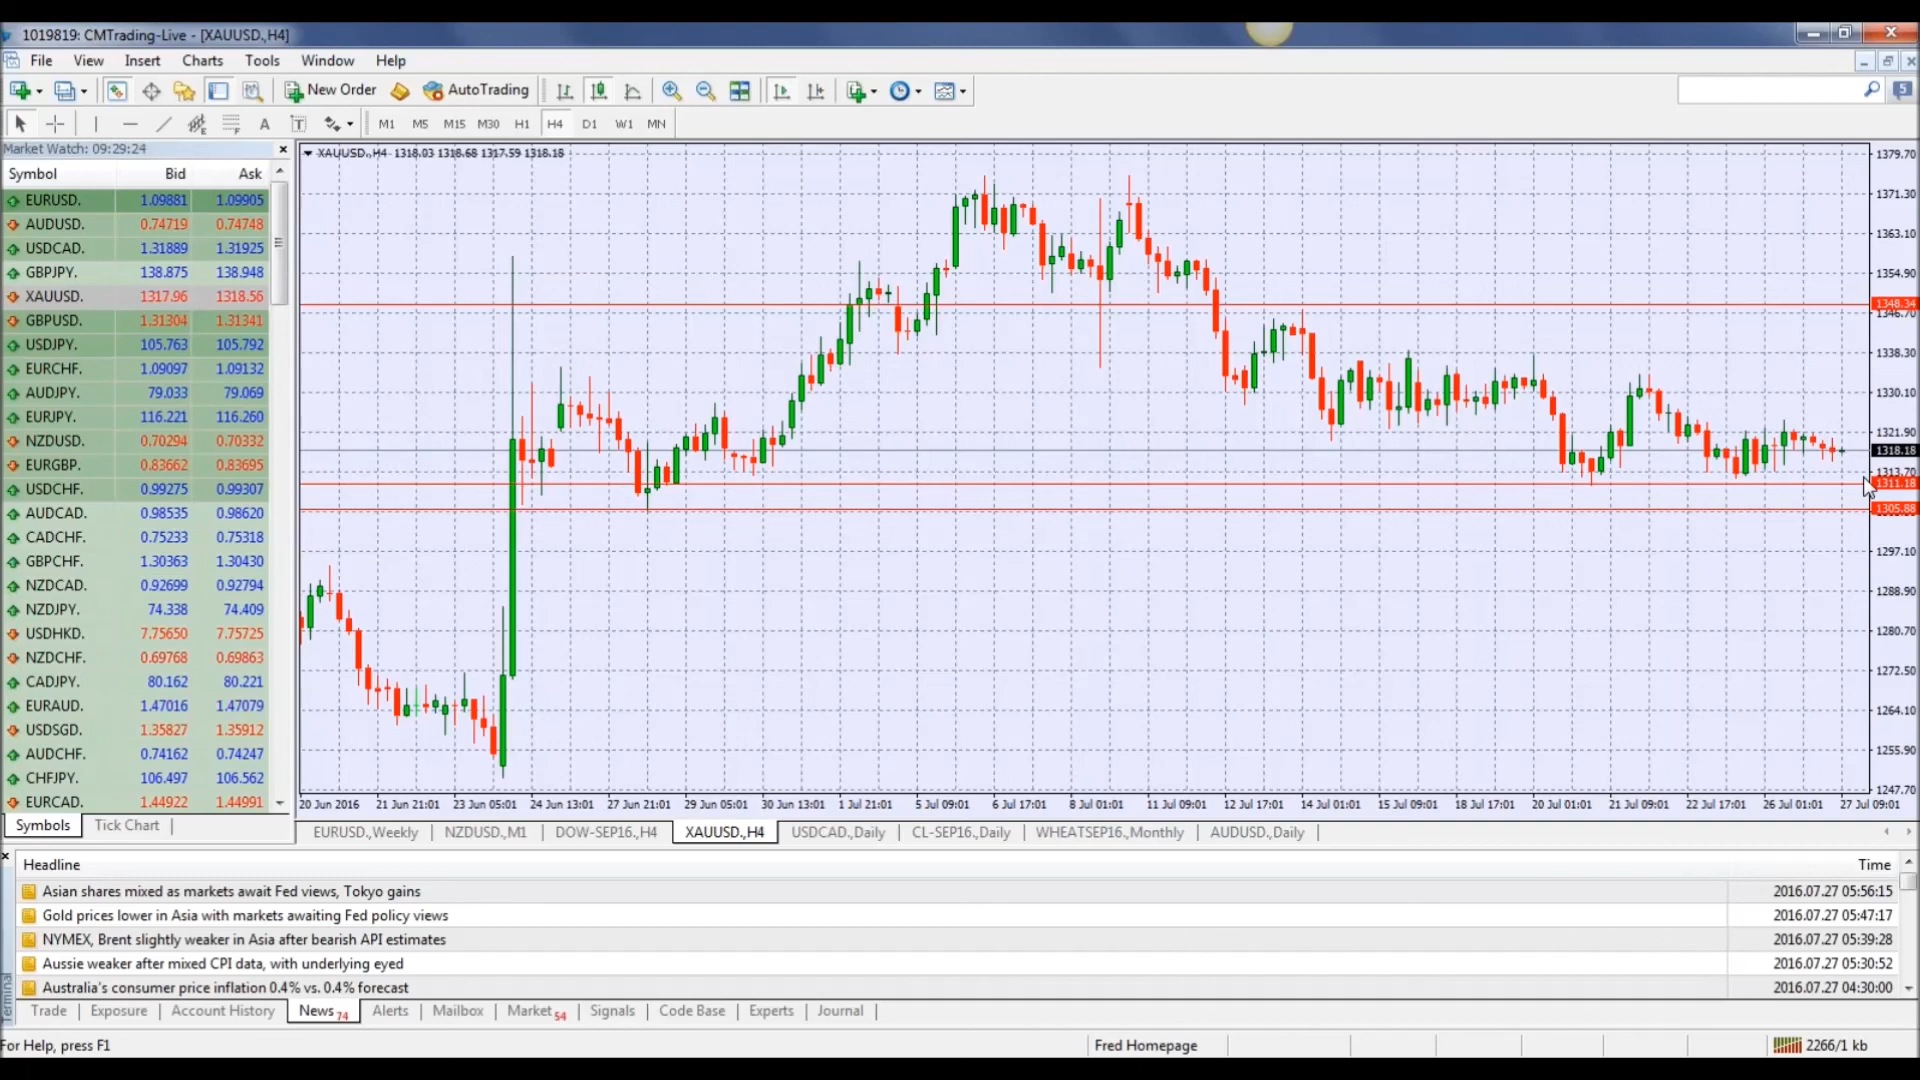 1019819: CMTrading-Live - [XAUUSD.,H4]
File View Insert Charts Tools Window Help
New Order AutoTrading
5
A T M1 M5 M15 M30 H1 H4 D1 W1 MN
Market Watch: 09:29:24
Symbol Bid Ask
EURUSD. 1.09881 1.09905
AUDUSD. 0.74719 0.74748
USDCAD. 1.31889 1.31925
GBPJPY. 138.875 138.948
XAUUSD. 1317.96 1318.56
GBPUSD. 1.31304 1.31341
USDJPY. 105.763 105.792
EURCHF. 1.09097 1.09132
AUDJPY. 79.033 79.069
EURJPY. 116.221 116.260
NZDUSD. 0.70294 0.70332
EURGBP. 0.83662 0.83695
USDCHF. 0.99275 0.99307
AUDCAD. 0.98535 0.98620
CADCHF. 0.75233 0.75318
GBPCHF. 1.30363 1.30430
NZDCAD. 0.92699 0.92794
NZDJPY. 74.338 74.409
USDHKD. 7.75650 7.75725
NZDCHF. 0.69768 0.69863
CADJPY. 80.162 80.221
EURAUD. 1.47016 1.47079
USDSGD. 1.35827 1.35912
AUDCHF. 0.74162 0.74247
CHFJPY. 106.497 106.562
EURCAD. 1.44922 1.44991
Symbols Tick Chart
XAUUSD.,H4 1318.03 1318.68 1317.59 1318.18
1379.70
1371.30
1363.10
1354.90
1348.34
1346.70
1338.30
1330.10
1321.90
1318.18
1313.70
1311.18
1305.88
1297.10
1288.90
1280.70
1272.50
1264.10
1255.90
1247.70
20 Jun 2016 21 Jun 21:01 23 Jun 05:01 24 Jun 13:01 27 Jun 21:01 29 Jun 05:01 30 Jun 13:01 1 Jul 21:01 5 Jul 09:01 6 Jul 17:01 8 Jul 01:01 11 Jul 09:01 12 Jul 17:01 14 Jul 01:01 15 Jul 09:01 18 Jul 17:01 20 Jul 01:01 21 Jul 09:01 22 Jul 17:01 26 Jul 01:01 27 Jul 09:01
EURUSD.,Weekly NZDUSD.,M1 DOW-SEP16.,H4 XAUUSD.,H4 USDCAD.,Daily CL-SEP16.,Daily WHEATSEP16.,Monthly AUDUSD.,Daily
Headline Time
Asian shares mixed as markets await Fed views, Tokyo gains 2016.07.27 05:56:15
Gold prices lower in Asia with markets awaiting Fed policy views 2016.07.27 05:47:17
NYMEX, Brent slightly weaker in Asia after bearish API estimates 2016.07.27 05:39:28
Aussie weaker after mixed CPI data, with underlying eyed 2016.07.27 05:30:52
Australia's consumer price inflation 0.4% vs. 0.4% forecast 2016.07.27 04:30:00
Terminal
Trade Exposure Account History News 74 Alerts Mailbox Market 54 Signals Code Base Experts Journal
For Help, press F1 Fred Homepage 2266/1 kb